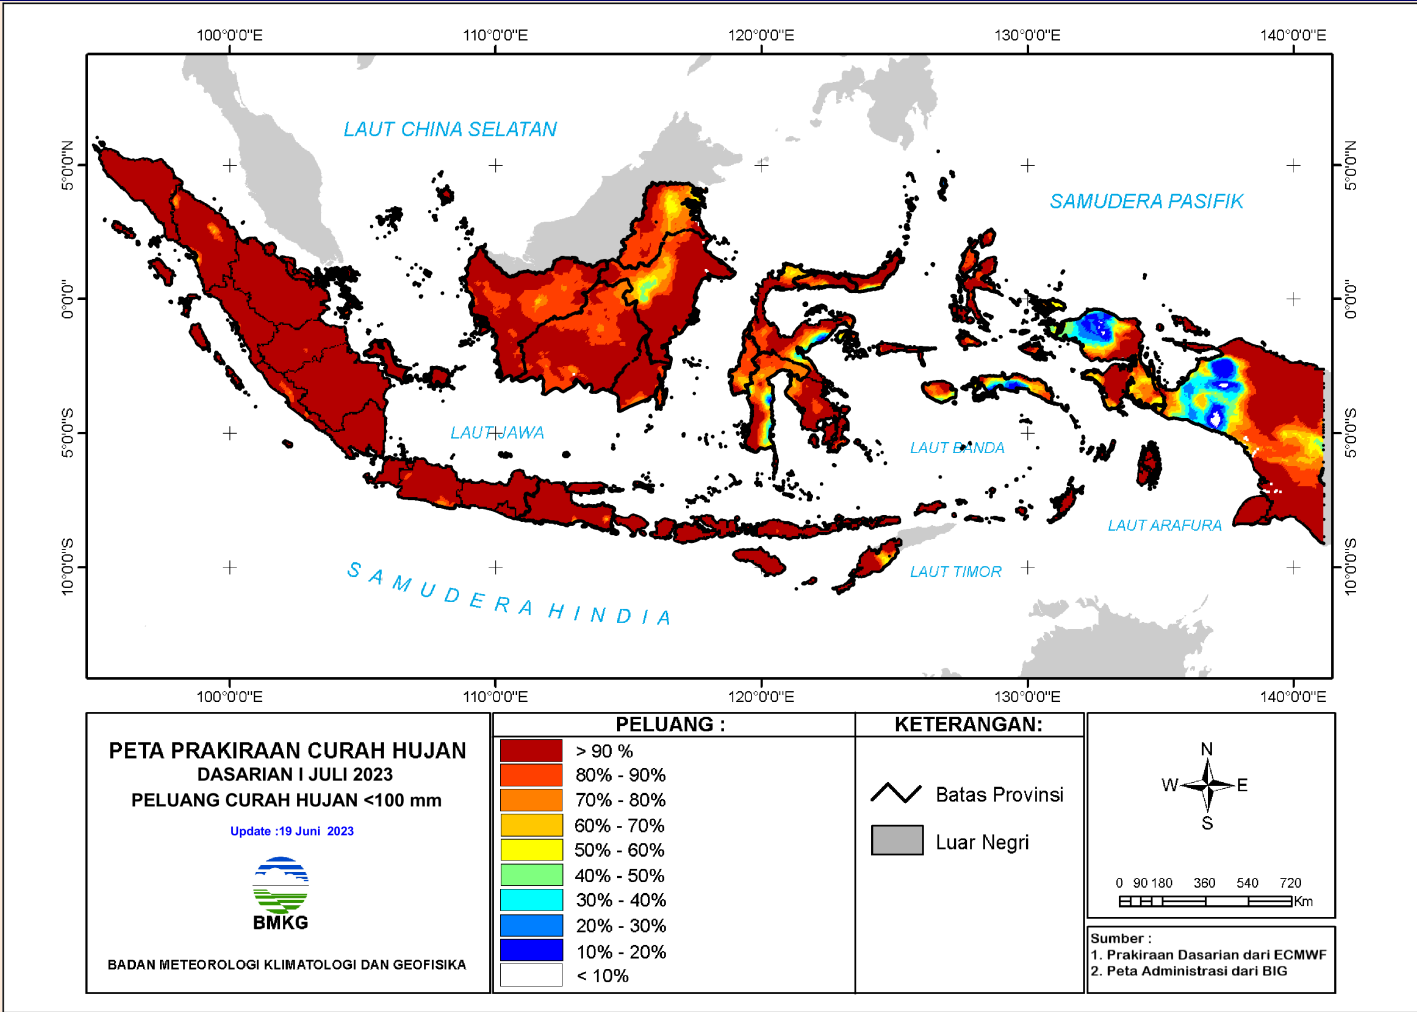 100°0'0"E 110°0'0"E 120°0'0"E 130°0'0"E 140°0'0"E
LAUT CHINA SELATAN
5°0'0"N
5°0'0"N
SAMUDERA PASIFIK
0°0'0"
0°0'0"
LAUT JAWA
5°0'0"S
5°0'0"S
LAUT BANDA
LAUT ARAFURA
10°0'0"S
10°0'0"S
LAUT TIMOR
SAMUDERA HINDIA
100°0'0"E 110°0'0"E 120°0'0"E 130°0'0"E 140°0'0"E
PETA PRAKIRAAN CURAH HUJAN
DASARIAN I JULI 2023
PELUANG CURAH HUJAN <100 mm
Update :19 Juni 2023
BMKG
BADAN METEOROLOGI KLIMATOLOGI DAN GEOFISIKA
PELUANG :
> 90 %
80% - 90%
70% - 80%
60% - 70%
50% - 60%
40% - 50%
30% - 40%
20% - 30%
10% - 20%
< 10%
KETERANGAN:
Batas Provinsi
Luar Negri
N
W E
S
0 90 180 360 540 720
Km
Sumber :
1. Prakiraan Dasarian dari ECMWF
2. Peta Administrasi dari BIG